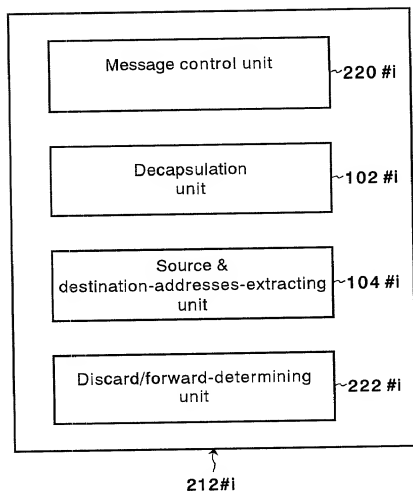 Message control unit
220 #i
Decapsulation
unit
102 #i
Source &
destination-addresses-extracting
unit
104 #i
Discard/forward-determining
unit
222 #i
212#i